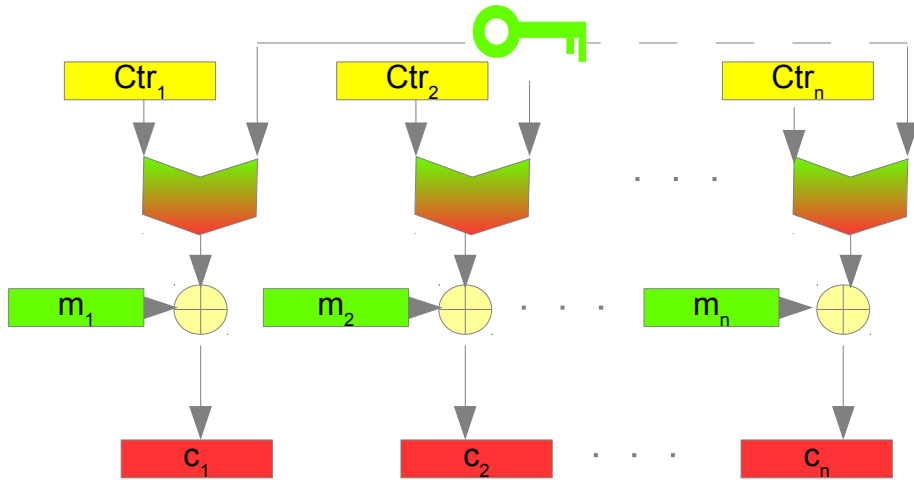 Ctr₁ Ctr₂ Ctrₙ
. . .
m₁ m₂ . . . mₙ
c₁ c₂ . . . cₙ